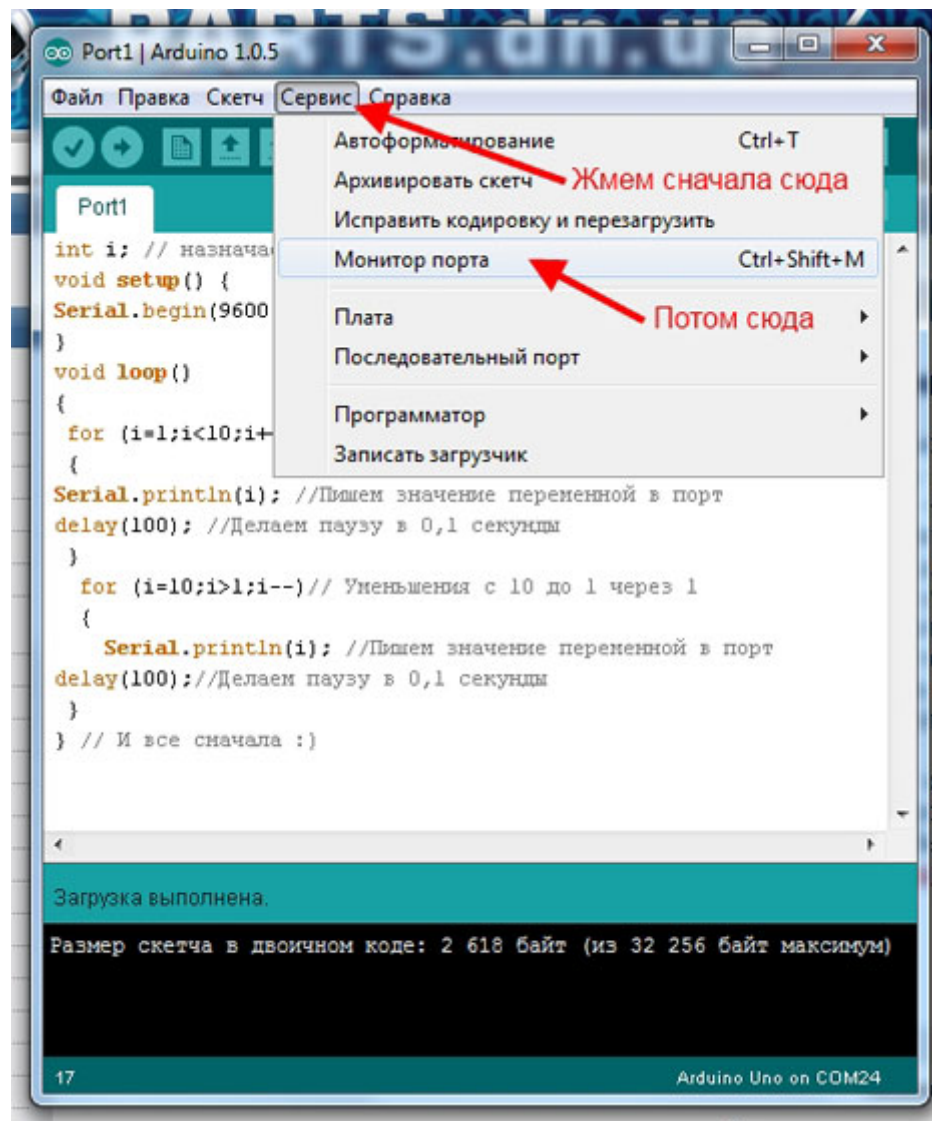 PARTS.dn.ua
Port1 | Arduino 1.0.5
Файл Правка Скетч Сервис Справка
Автоформатирование Ctrl+T
Архивировать скетч
Жмем сначала сюда
Исправить кодировку и перезагрузить
Монитор порта Ctrl+Shift+M
Плата
Потом сюда
Последовательный порт
Программатор
Записать загрузчик
Port1
int i; // назнача
void setup() {
Serial.begin(9600
}
void loop()
{
for (i=1;i<10;i+
{
Serial.println(i); //Пишем значение переменной в порт
delay(100); //Делаем паузу в 0,1 секунды
}
for (i=10;i>1;i--)// Уменьшения с 10 до 1 через 1
{
Serial.println(i); //Пишем значение переменной в порт
delay(100);//Делаем паузу в 0,1 секунды
}
} // И все сначала :)
Загрузка выполнена.
Размер скетча в двоичном коде: 2 618 байт (из 32 256 байт максимум)
17 Arduino Uno on COM24